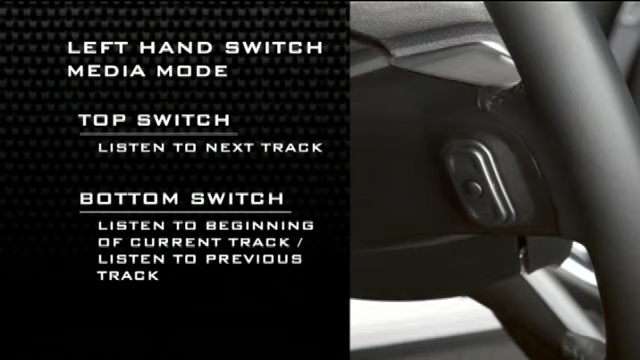 LEFT HAND SWITCH
MEDIA MODE
TOP SWITCH
LISTEN TO NEXT TRACK
BOTTOM SWITCH
LISTEN TO BEGINNING
OF CURRENT TRACK /
LISTEN TO PREVIOUS
TRACK